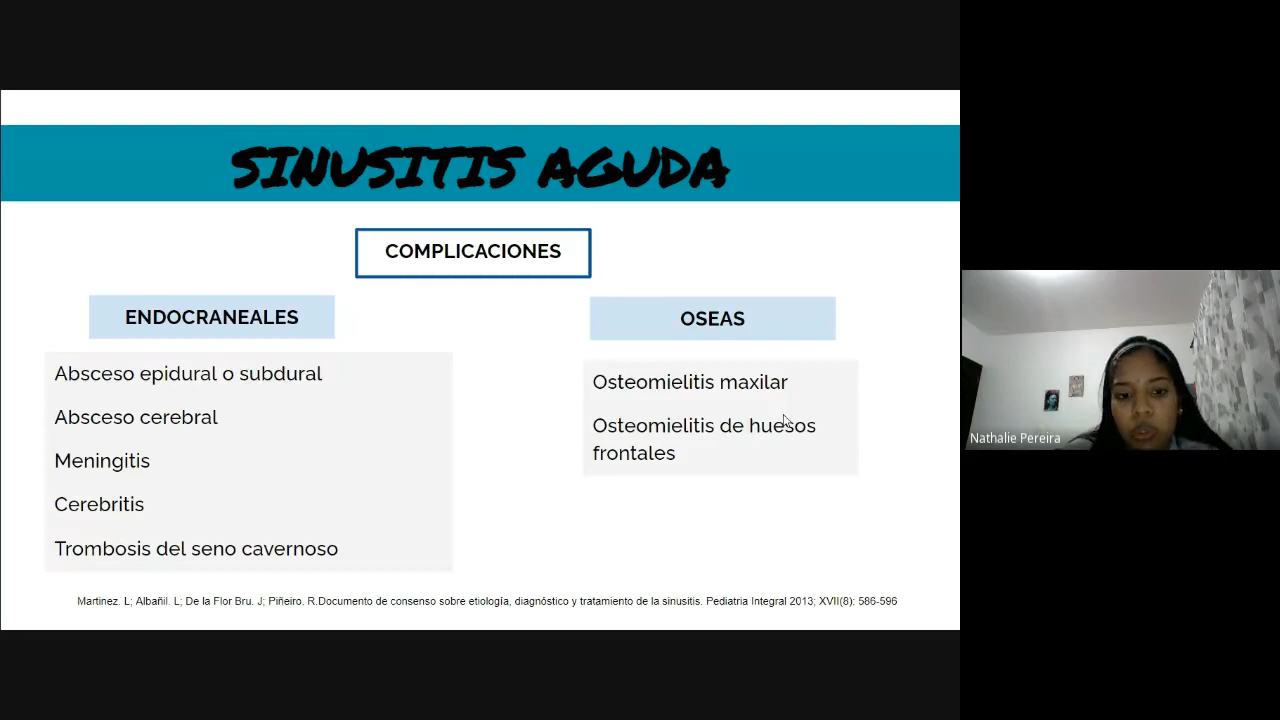 SINUSITIS AGUDA
COMPLICACIONES
ENDOCRANEALES
Absceso epidural o subdural
Absceso cerebral
Meningitis
Cerebritis
Trombosis del seno cavernoso
OSEAS
Osteomielitis maxilar
Osteomielitis de huesos
frontales
Martinez. L; Albañil. L; De la Flor Bru. J; Piñeiro. R.Documento de consenso sobre etiología, diagnóstico y tratamiento de la sinusitis. Pediatria Integral 2013; XVII(8): 586-596
Nathalie Pereira